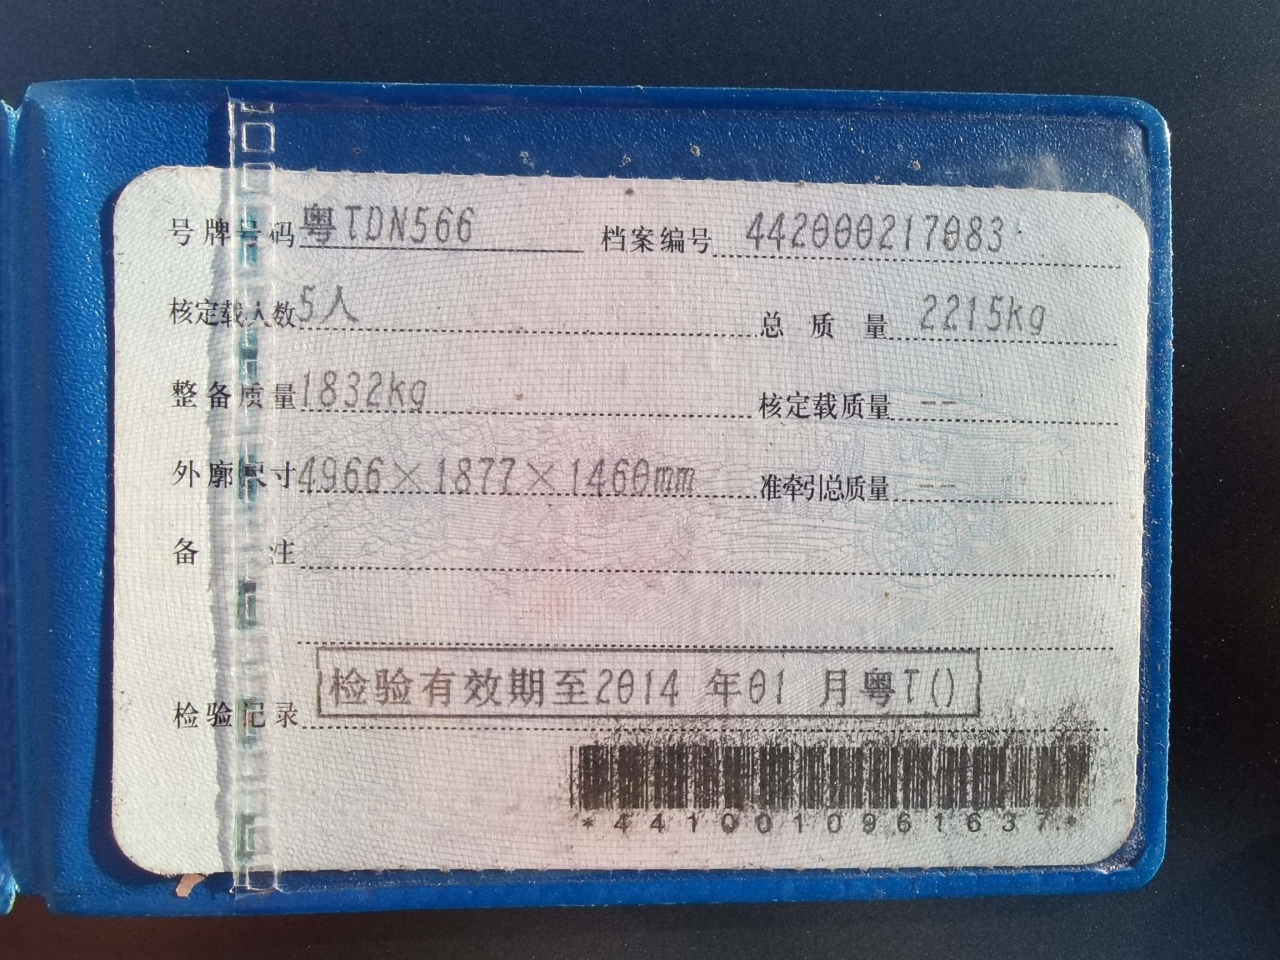 号牌号码 粤TDN566 档案编号 442000217083
核定载人数 5人 总质量 2215kg
整备质量 1832kg 核定载质量 --
外廓尺寸 4966×1877×1460mm 准牵引总质量 --
备注
检验记录 检验有效期至2014 年01 月粤T()
*4410010961637*